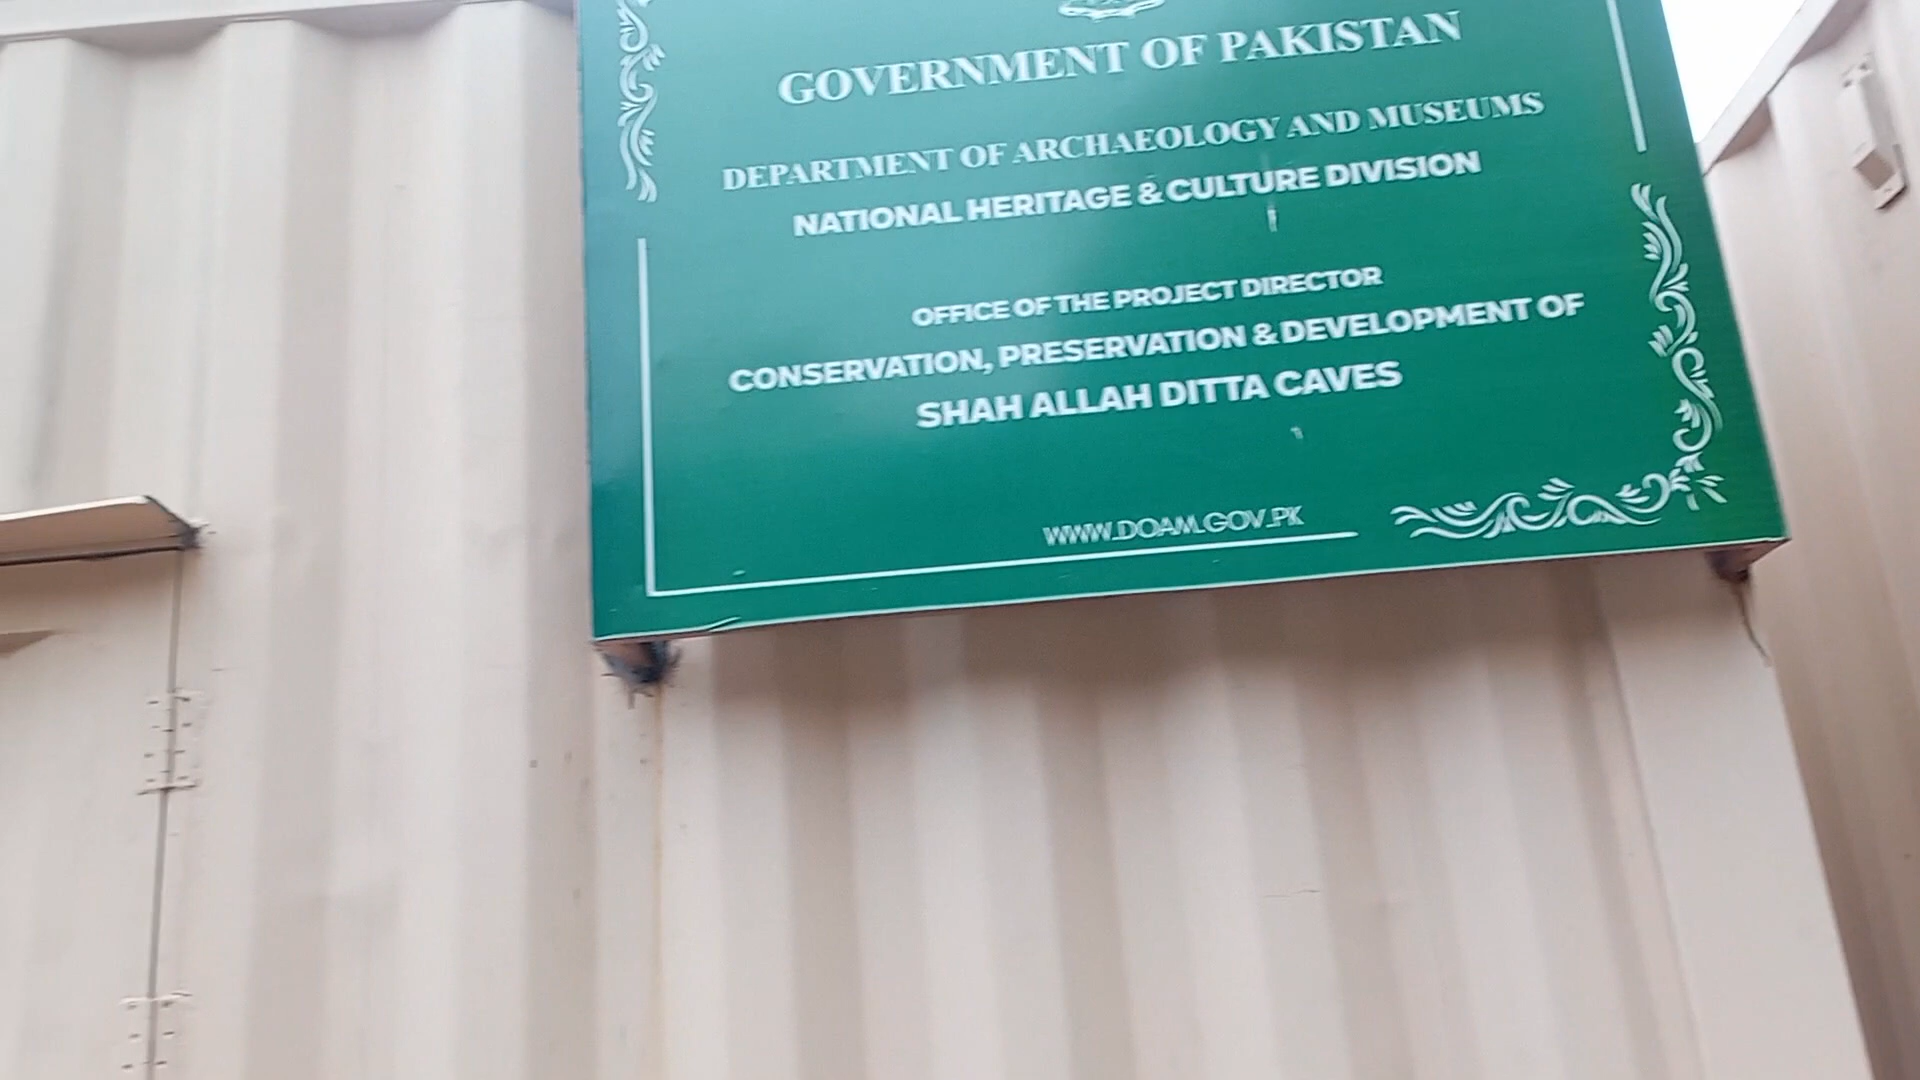 GOVERNMENT OF PAKISTAN
DEPARTMENT OF ARCHAEOLOGY AND MUSEUMS
NATIONAL HERITAGE & CULTURE DIVISION
OFFICE OF THE PROJECT DIRECTOR
CONSERVATION, PRESERVATION & DEVELOPMENT OF
SHAH ALLAH DITTA CAVES
WWW.DOAM.GOV.PK